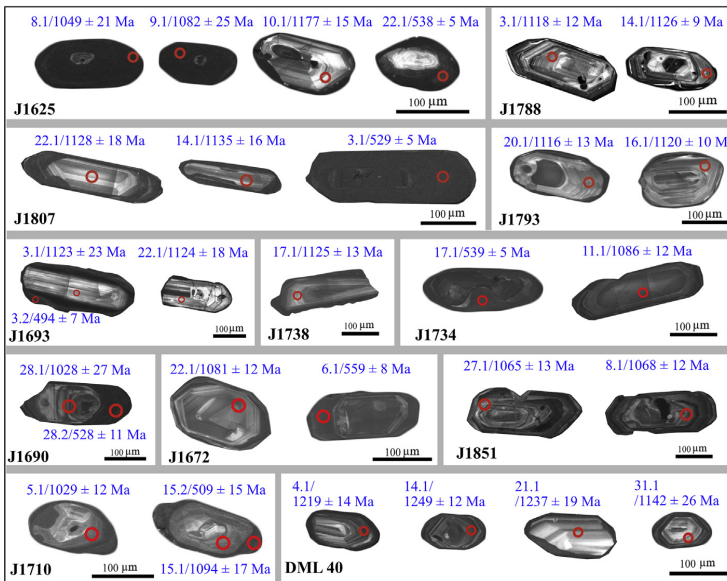 8.1/1049 ± 21 Ma
9.1/1082 ± 25 Ma
10.1/1177 ± 15 Ma
22.1/538 ± 5 Ma
J1625
100 µm
3.1/1118 ± 12 Ma
14.1/1126 ± 9 Ma
J1788
100 µm
22.1/1128 ± 18 Ma
14.1/1135 ± 16 Ma
3.1/529 ± 5 Ma
J1807
100 µm
20.1/1116 ± 13 Ma
16.1/1120 ± 10 Ma
J1793
100 µm
3.1/1123 ± 23 Ma
22.1/1124 ± 18 Ma
3.2/494 ± 7 Ma
J1693
100µm
17.1/1125 ± 13 Ma
J1738
100 µm
17.1/539 ± 5 Ma
11.1/1086 ± 12 Ma
J1734
100 µm
28.1/1028 ± 27 Ma
28.2/528 ± 11 Ma
J1690
100 µm
22.1/1081 ± 12 Ma
6.1/559 ± 8 Ma
J1672
100 µm
27.1/1065 ± 13 Ma
8.1/1068 ± 12 Ma
J1851
100 µm
5.1/1029 ± 12 Ma
15.2/509 ± 15 Ma
15.1/1094 ± 17 Ma
J1710
100 µm
4.1/
1219 ± 14 Ma
14.1/
1249 ± 12 Ma
21.1
/1237 ± 19 Ma
31.1
/1142 ± 26 Ma
DML 40
100 µm